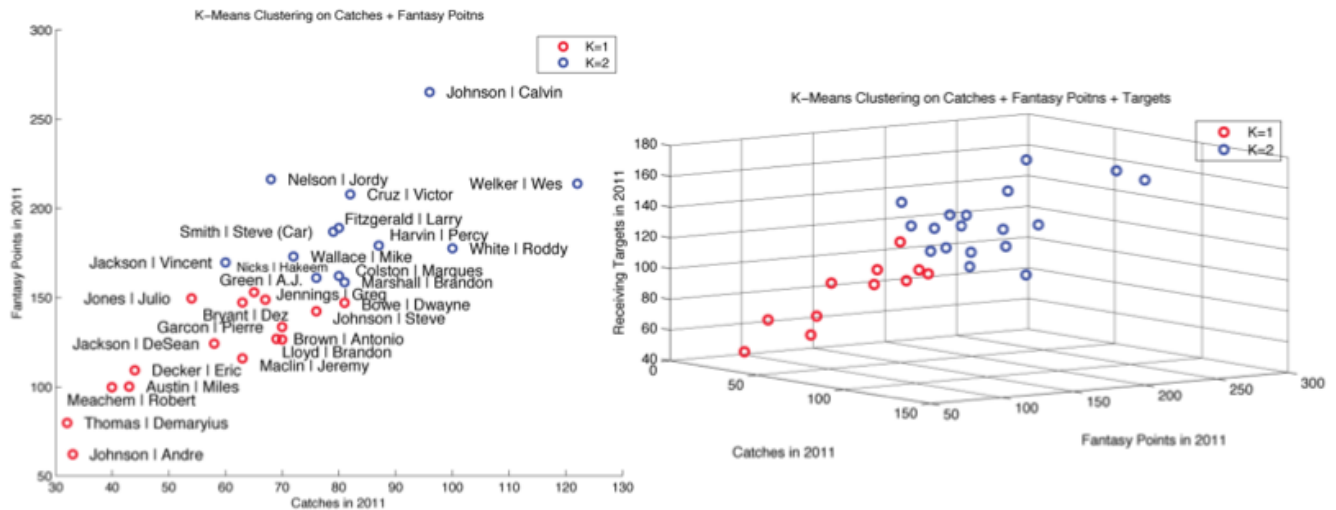 K-Means Clustering on Catches + Fantasy Poitns
300
250
200
150
100
50
30
40
50
60
70
80
90
100
110
120
130
Fantasy Points in 2011
Catches in 2011
K=1
K=2
Johnson | Calvin
Nelson | Jordy
Welker | Wes
Cruz | Victor
Fitzgerald | Larry
Smith | Steve (Car)
Harvin | Percy
White | Roddy
Wallace | Mike
Jackson | Vincent
Nicks | Hakeem
Colston | Marques
Green | A.J.
Marshall | Brandon
Jones | Julio
Jennings | Greg
Bowe | Dwayne
Bryant | Dez
Johnson | Steve
Garcon | Pierre
Jackson | DeSean
Brown | Antonio
Lloyd | Brandon
Maclin | Jeremy
Decker | Eric
Austin | Miles
Meachem | Robert
Thomas | Demaryius
Johnson | Andre
K-Means Clustering on Catches + Fantasy Poitns + Targets
K=1
K=2
180
160
140
120
100
80
60
40
Receiving Targets in 2011
0
50
100
150
Catches in 2011
50
100
150
200
250
300
Fantasy Points in 2011